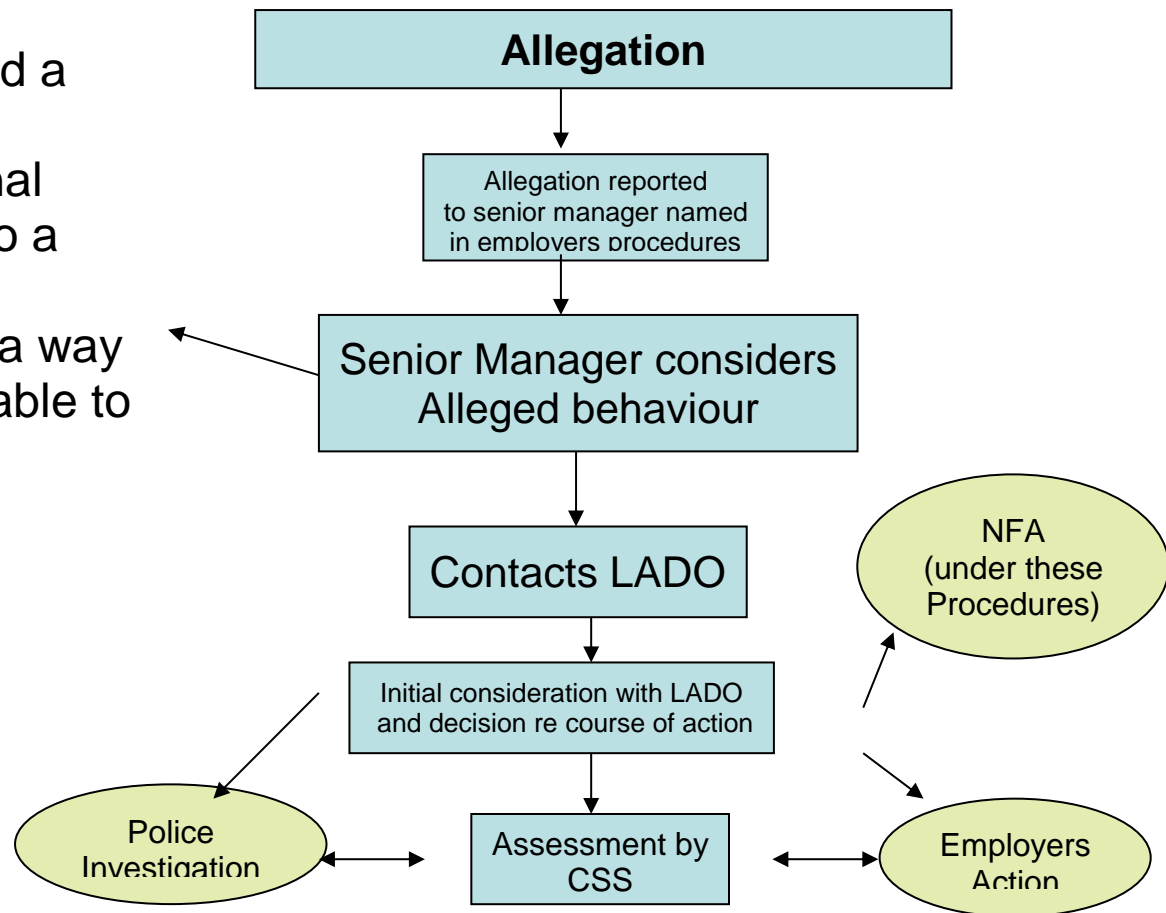 Allegation
d a
nal
o a
a way
able to
Allegation reported
to senior manager named
in employers procedures
Senior Manager considers
Alleged behaviour
Contacts LADO
NFA
(under these
Procedures)
Initial consideration with LADO
and decision re course of action
Police
Investigation
Assessment by
CSS
Employers
Action